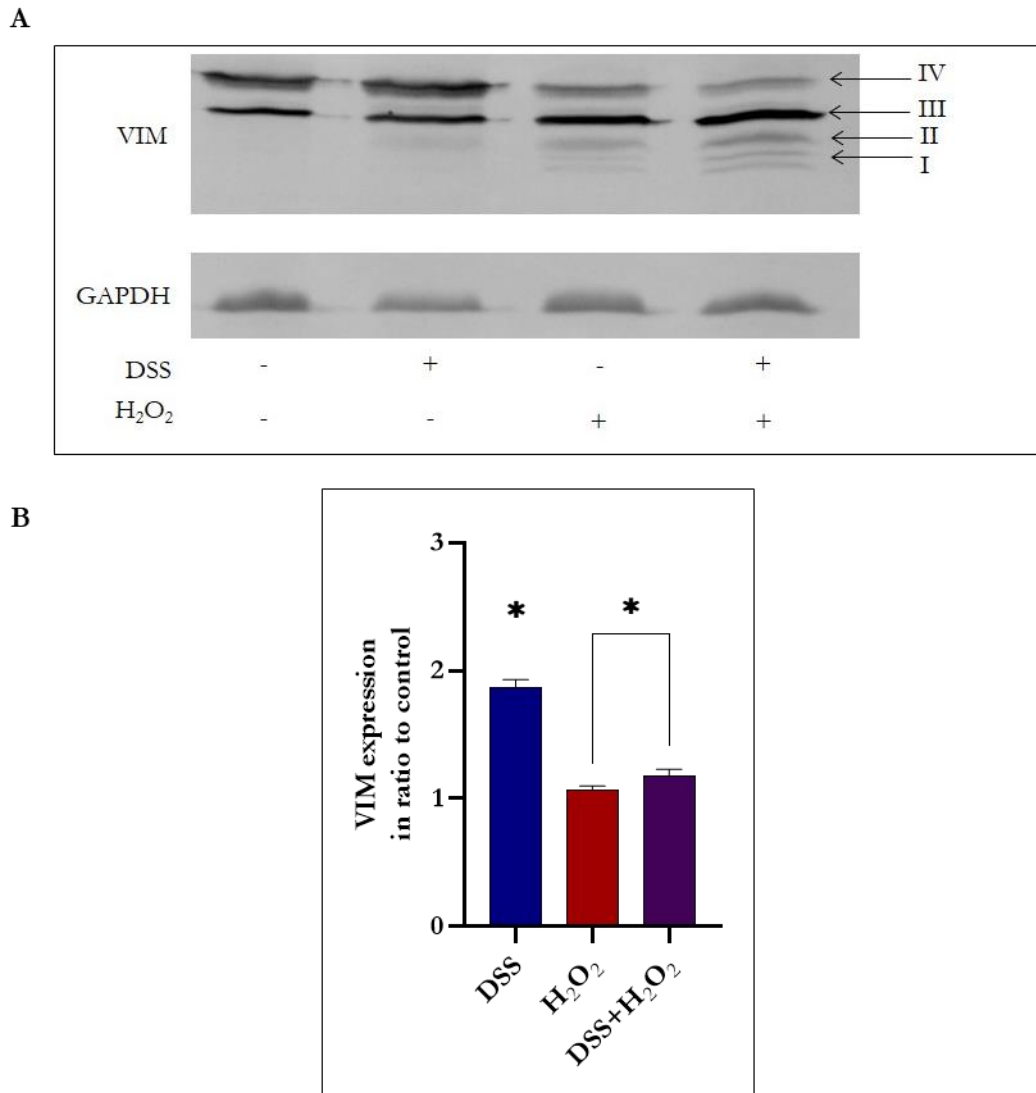 A
VIM
IV
III
II
I
GAPDH
DSS - + - +
H₂O₂ - - + +
B
VIM expression
in ratio to control
3
2
1
0
*
*
DSS
H₂O₂
DSS+H₂O₂